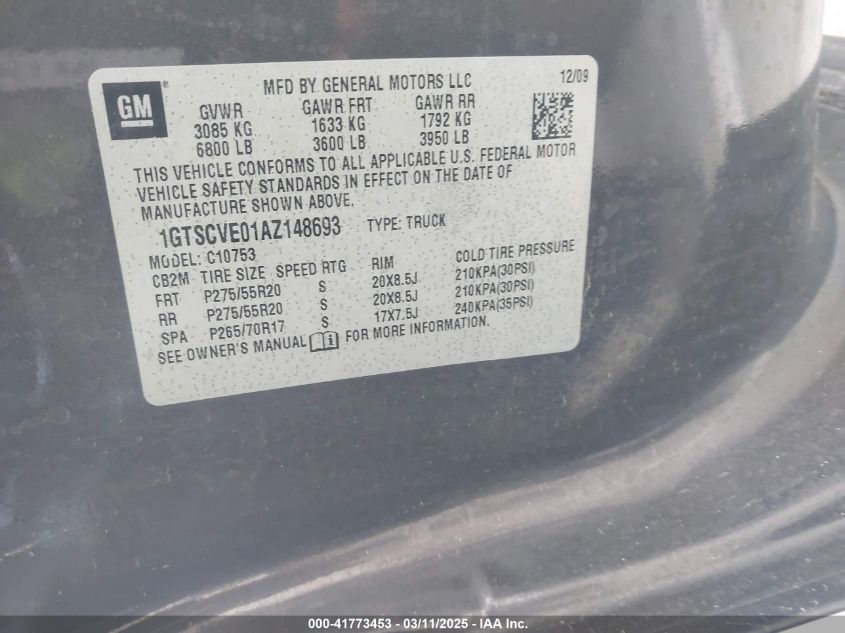 GM
MFD BY GENERAL MOTORS LLC 12/09
GVWR GAWR FRT GAWR RR
3085 KG 1633 KG 1792 KG
6800 LB 3600 LB 3950 LB
THIS VEHICLE CONFORMS TO ALL APPLICABLE U.S. FEDERAL MOTOR
VEHICLE SAFETY STANDARDS IN EFFECT ON THE DATE OF
MANUFACTURE SHOWN ABOVE.
1GTSCVE01AZ148693 TYPE: TRUCK
MODEL: C10753
CB2M TIRE SIZE SPEED RTG RIM COLD TIRE PRESSURE
FRT P275/55R20 S 20X8.5J 210KPA(30PSI)
RR P275/55R20 S 20X8.5J 210KPA(30PSI)
SPA P265/70R17 S 17X7.5J 240KPA(35PSI)
SEE OWNER'S MANUAL FOR MORE INFORMATION.
000-41773453 - 03/11/2025 - IAA Inc.